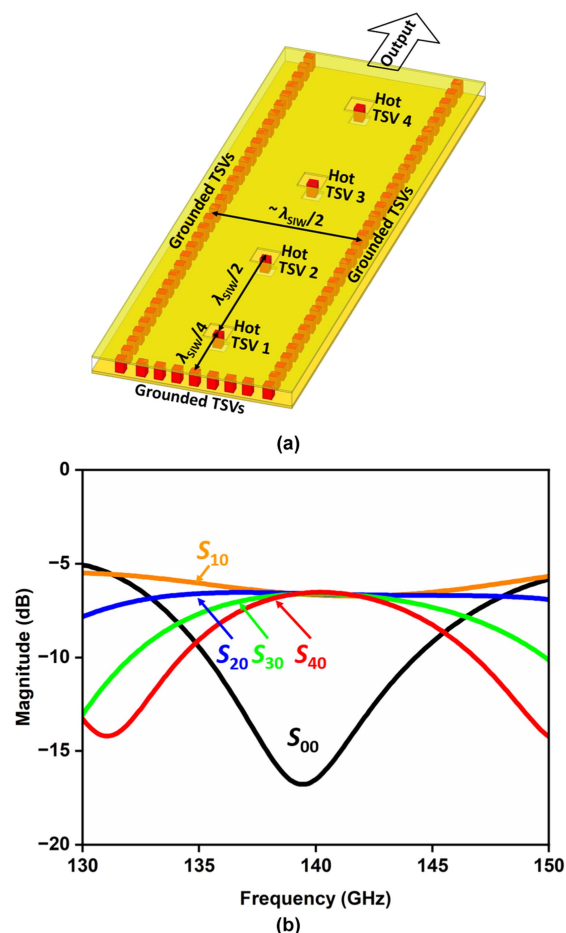 Output
Hot
TSV 4
Grounded TSVs
Hot
TSV 3
~ λSIW/2
Grounded TSVs
Hot
TSV 2
λSIW/2
Hot
TSV 1
λSIW/4
Grounded TSVs
(a)
0
−5
−10
−15
−20
Magnitude (dB)
S10
S20
S30
S40
S00
130
135
140
145
150
Frequency (GHz)
(b)